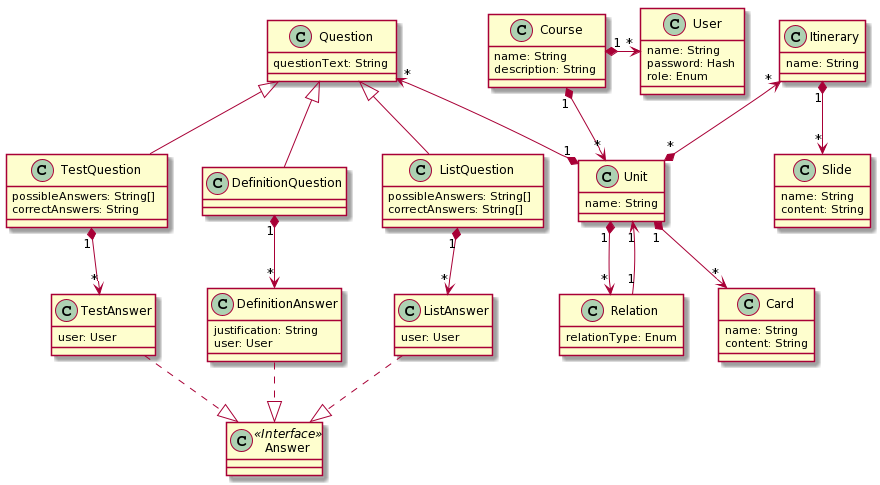 C Question
questionText: String
C Course
name: String
description: String
1 *
C User
name: String
password: Hash
role: Enum
C Itinerary
name: String
*
1
*
1
*
1
*
*
C TestQuestion
possibleAnswers: String[]
correctAnswers: String
C DefinitionQuestion
C ListQuestion
possibleAnswers: String[]
correctAnswers: String[]
C Unit
name: String
C Slide
name: String
content: String
1
1
1
1
1
1
*
*
*
*
1
*
C TestAnswer
user: User
C DefinitionAnswer
justification: String
user: User
C ListAnswer
user: User
C Relation
relationType: Enum
C Card
name: String
content: String
C «Interface»
Answer